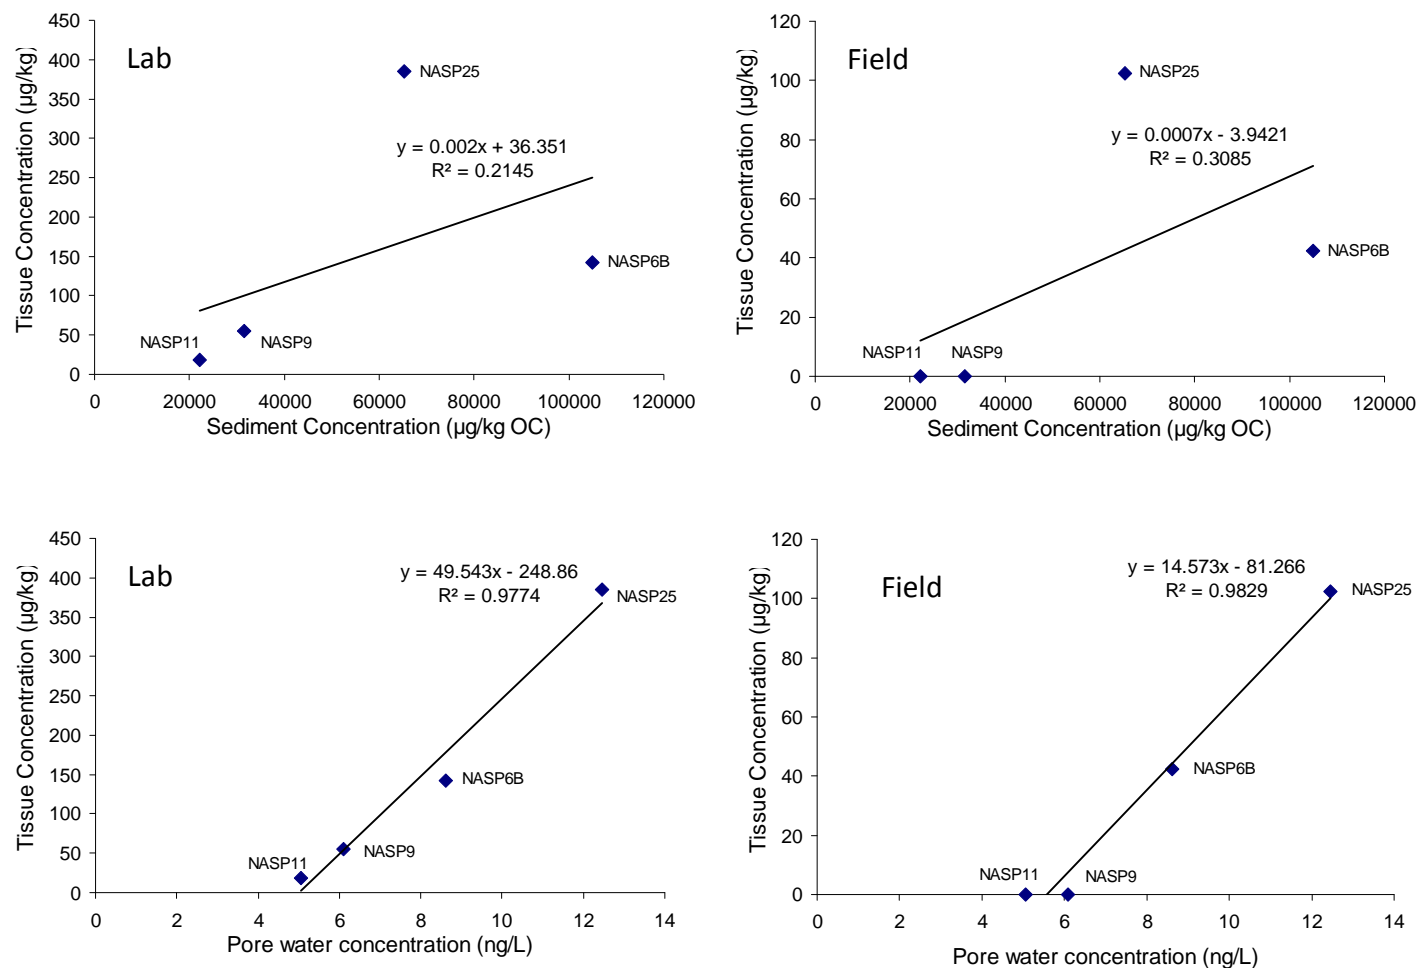 Lab
Tissue Concentration (µg/kg)
450
400
350
300
250
200
150
100
50
0
NASP25
y = 0.002x + 36.351
R² = 0.2145
NASP6B
NASP11
NASP9
0 20000 40000 60000 80000 100000 120000
Sediment Concentration (µg/kg OC)
Field
Tissue Concentration (µg/kg)
120
100
80
60
40
20
0
NASP25
y = 0.0007x - 3.9421
R² = 0.3085
NASP6B
NASP11
NASP9
0 20000 40000 60000 80000 100000 120000
Sediment Concentration (µg/kg OC)
Lab
Tissue Concentration (µg/kg)
450
400
350
300
250
200
150
100
50
0
y = 49.543x - 248.86
R² = 0.9774
NASP25
NASP6B
NASP11
NASP9
0 2 4 6 8 10 12 14
Pore water concentration (ng/L)
Field
Tissue Concentration (µg/kg)
120
100
80
60
40
20
0
y = 14.573x - 81.266
R² = 0.9829
NASP25
NASP6B
NASP11
NASP9
0 2 4 6 8 10 12 14
Pore water concentration (ng/L)